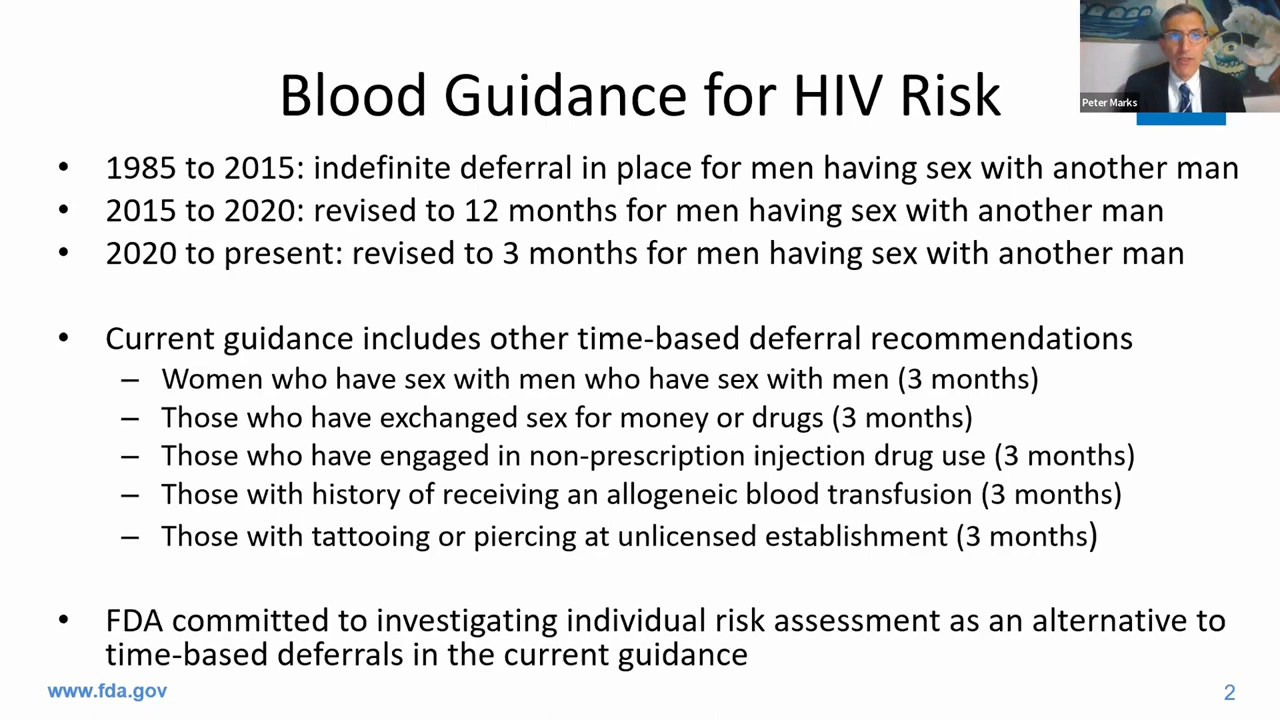 Peter Marks
Blood Guidance for HIV Risk
• 1985 to 2015: indefinite deferral in place for men having sex with another man
• 2015 to 2020: revised to 12 months for men having sex with another man
• 2020 to present: revised to 3 months for men having sex with another man
• Current guidance includes other time-based deferral recommendations
– Women who have sex with men who have sex with men (3 months)
– Those who have exchanged sex for money or drugs (3 months)
– Those who have engaged in non-prescription injection drug use (3 months)
– Those with history of receiving an allogeneic blood transfusion (3 months)
– Those with tattooing or piercing at unlicensed establishment (3 months)
• FDA committed to investigating individual risk assessment as an alternative to
time-based deferrals in the current guidance
www.fda.gov
2